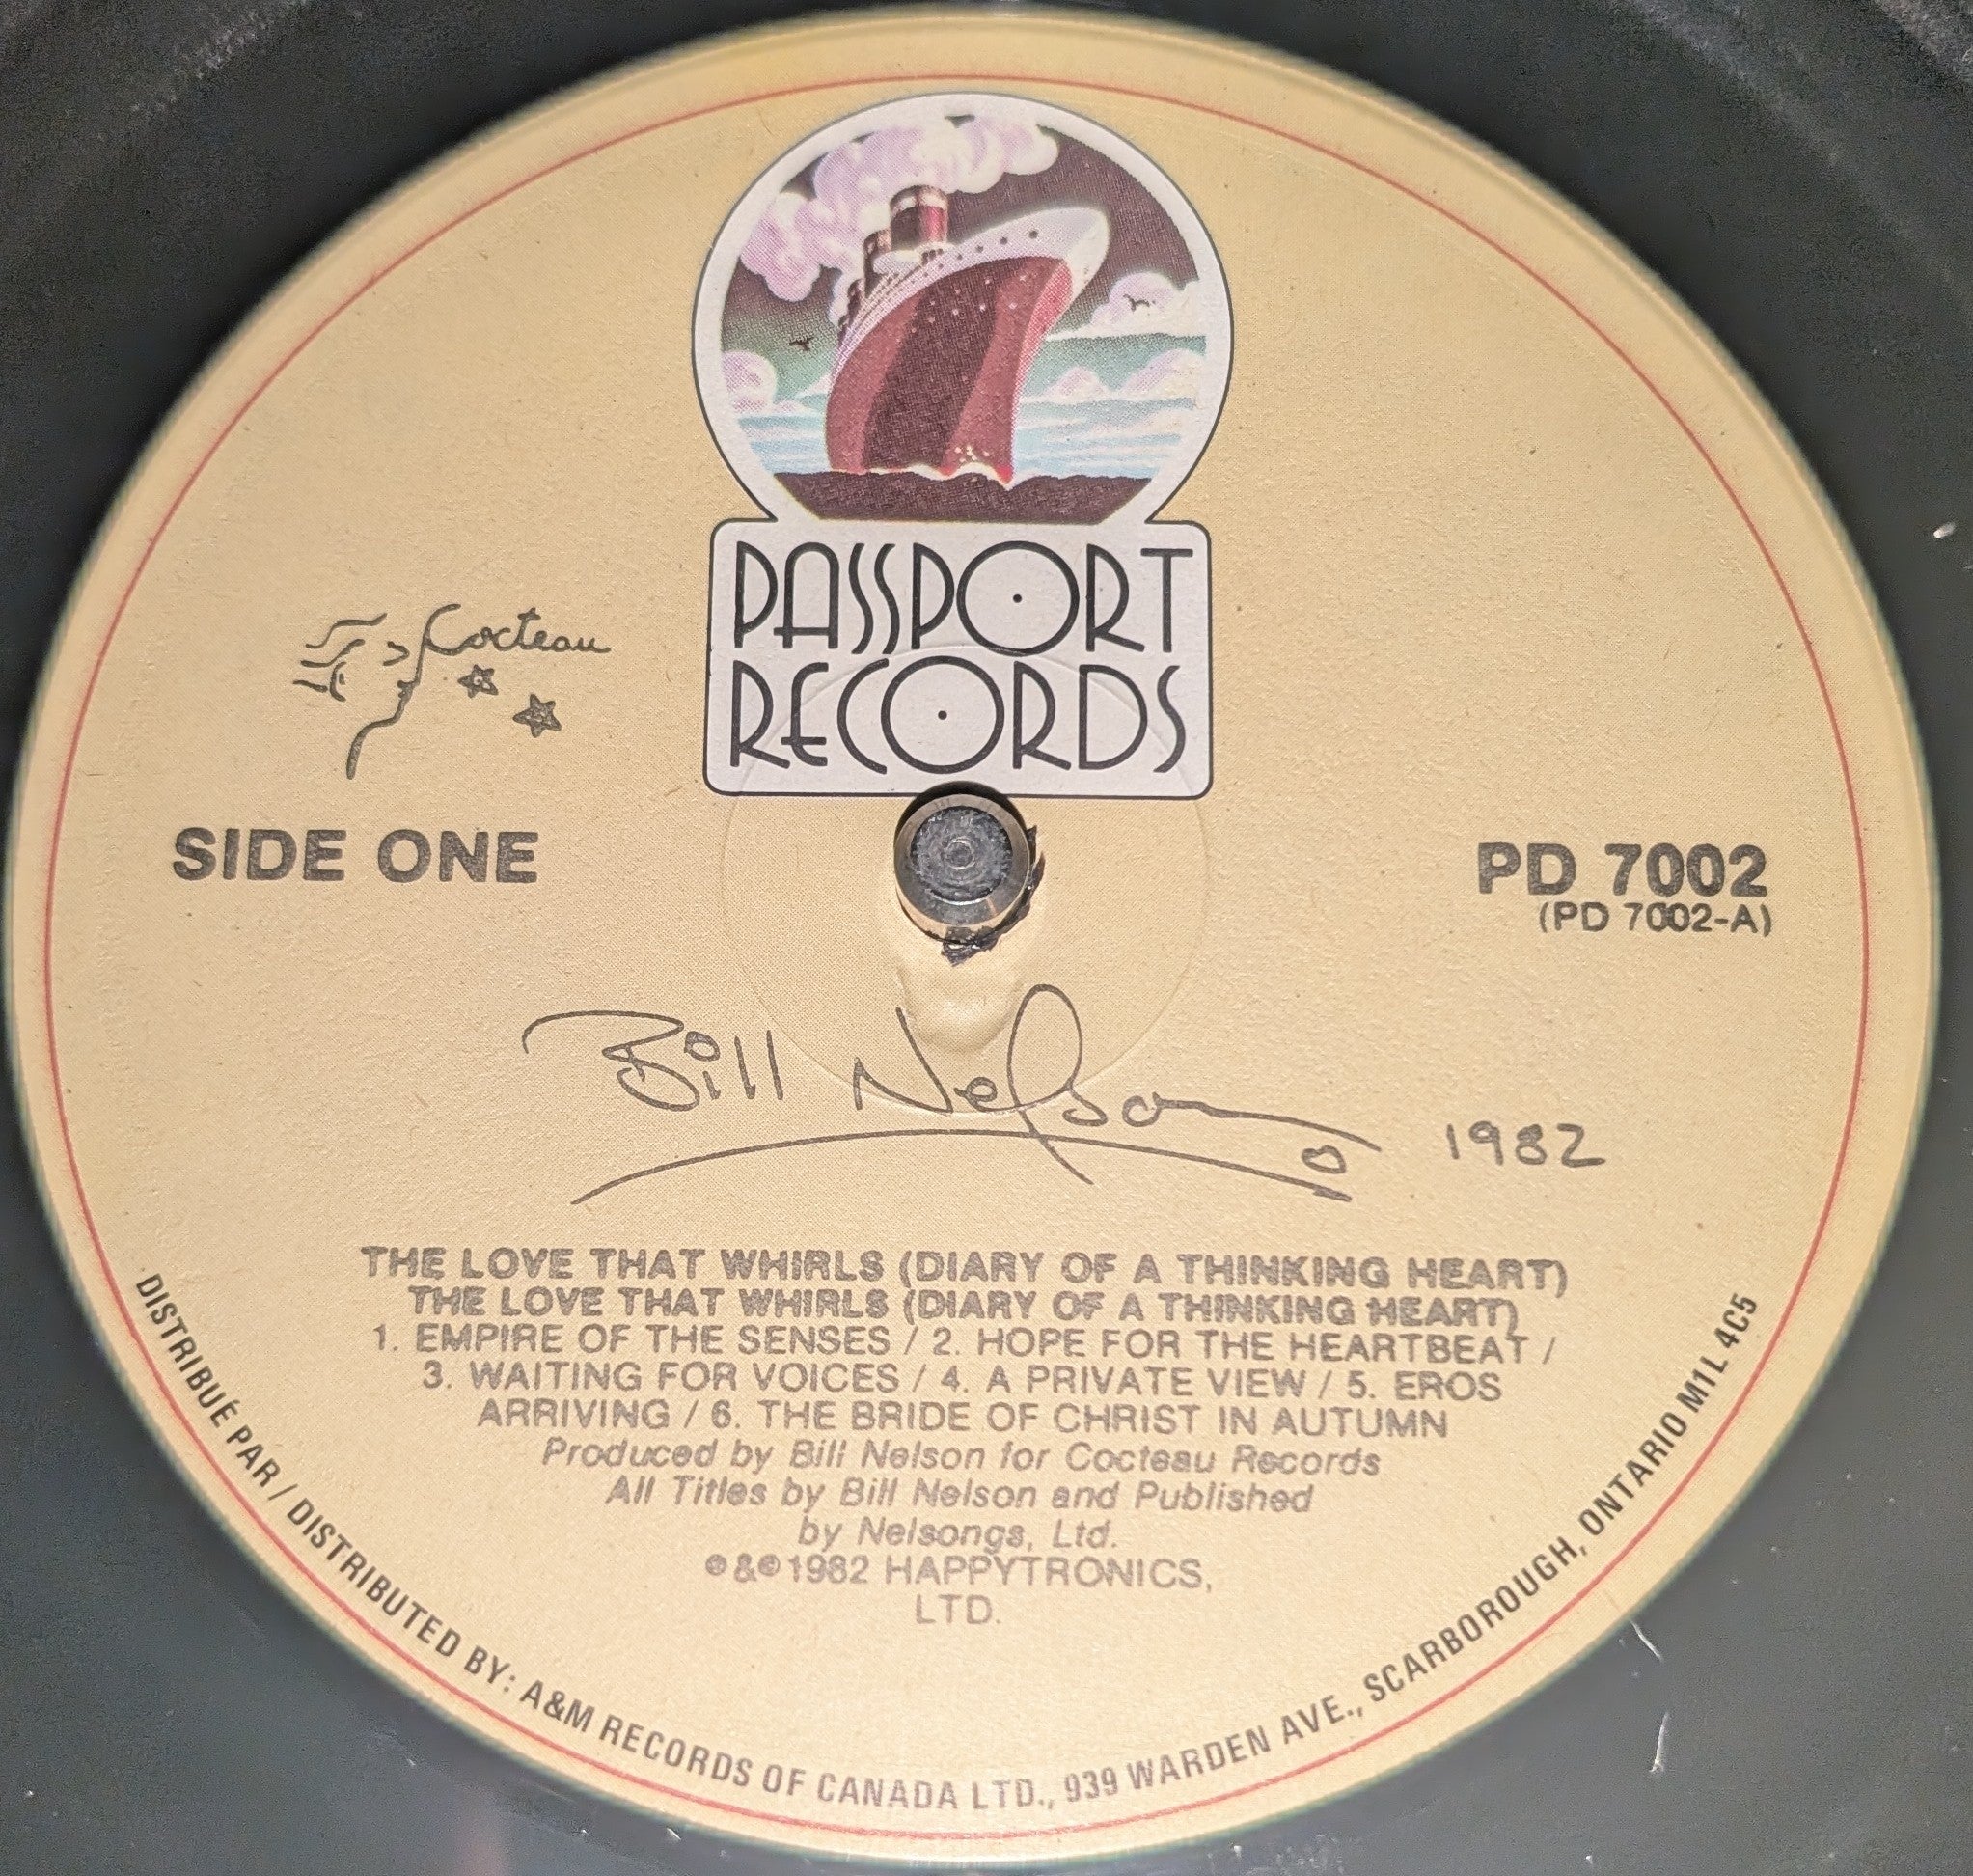 Cocteau
PASSPORT
RECORDS
SIDE ONE
PD 7002
(PD 7002-A)
Bill Nelson 1982
THE LOVE THAT WHIRLS (DIARY OF A THINKING HEART)
THE LOVE THAT WHIRLS (DIARY OF A THINKING HEART)
1. EMPIRE OF THE SENSES / 2. HOPE FOR THE HEARTBEAT /
3. WAITING FOR VOICES / 4. A PRIVATE VIEW / 5. EROS
ARRIVING / 6. THE BRIDE OF CHRIST IN AUTUMN
Produced by Bill Nelson for Cocteau Records
All Titles by Bill Nelson and Published
by Nelsongs, Ltd.
℗&©1982 HAPPYTRONICS,
LTD.
DISTRIBUÉ PAR / DISTRIBUTED BY: A&M RECORDS OF CANADA LTD., 939 WARDEN AVE., SCARBOROUGH, ONTARIO M1L 4C5